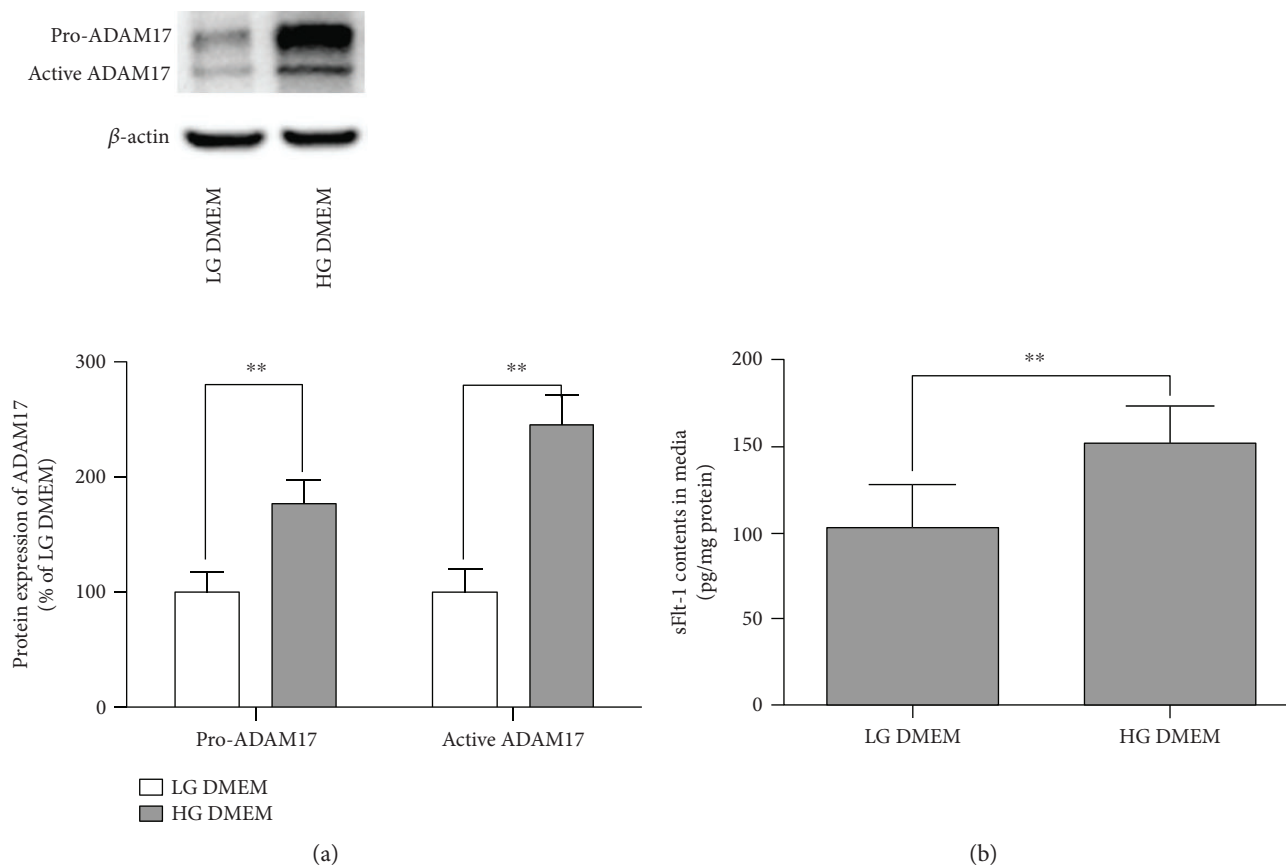 Pro-ADAM17
Active ADAM17
β-actin
LG DMEM
HG DMEM
Protein expression of ADAM17
(% of LG DMEM)
300
200
100
0
**
**
Pro-ADAM17
Active ADAM17
LG DMEM
HG DMEM
(a)
sFlt-1 contents in media
(pg/mg protein)
200
150
100
50
0
**
LG DMEM
HG DMEM
(b)